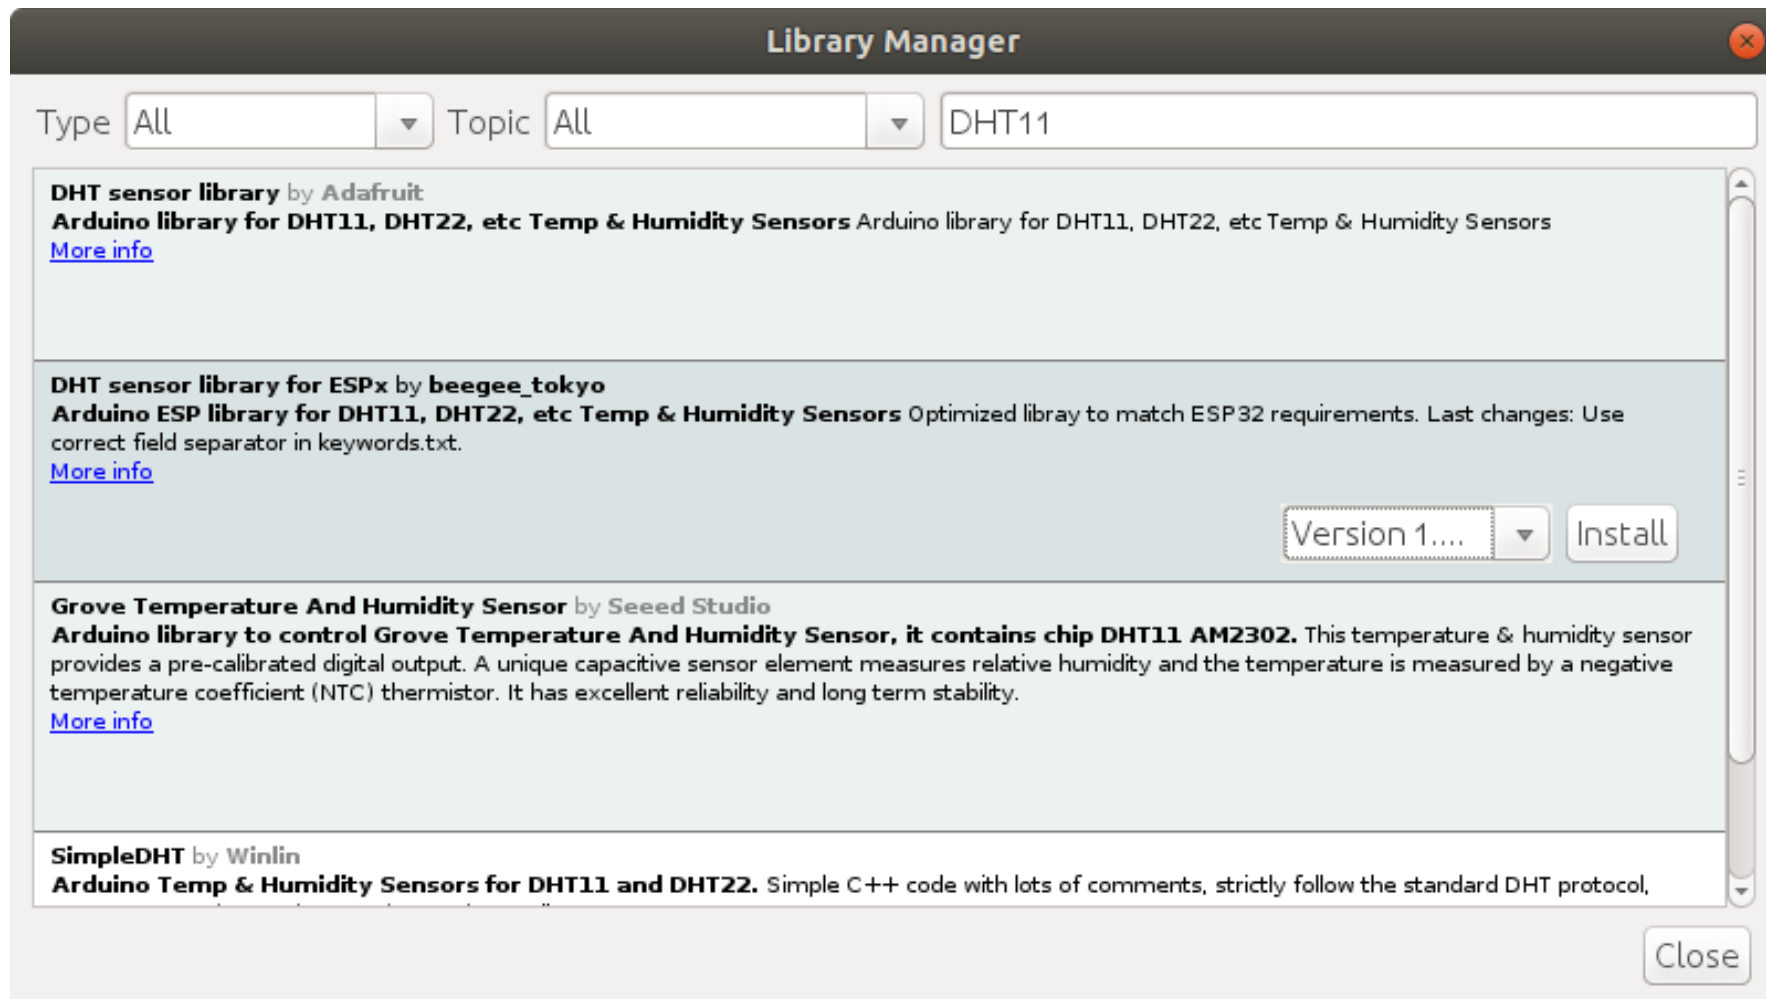 Library Manager
Type All Topic All DHT11
DHT sensor library by Adafruit
Arduino library for DHT11, DHT22, etc Temp & Humidity Sensors Arduino library for DHT11, DHT22, etc Temp & Humidity Sensors
More info
DHT sensor library for ESPx by beegee_tokyo
Arduino ESP library for DHT11, DHT22, etc Temp & Humidity Sensors Optimized libray to match ESP32 requirements. Last changes: Use
correct field separator in keywords.txt.
More info
Version 1.... Install
Grove Temperature And Humidity Sensor by Seeed Studio
Arduino library to control Grove Temperature And Humidity Sensor, it contains chip DHT11 AM2302. This temperature & humidity sensor
provides a pre-calibrated digital output. A unique capacitive sensor element measures relative humidity and the temperature is measured by a negative
temperature coefficient (NTC) thermistor. It has excellent reliability and long term stability.
More info
SimpleDHT by Winlin
Arduino Temp & Humidity Sensors for DHT11 and DHT22. Simple C++ code with lots of comments, strictly follow the standard DHT protocol,
Close